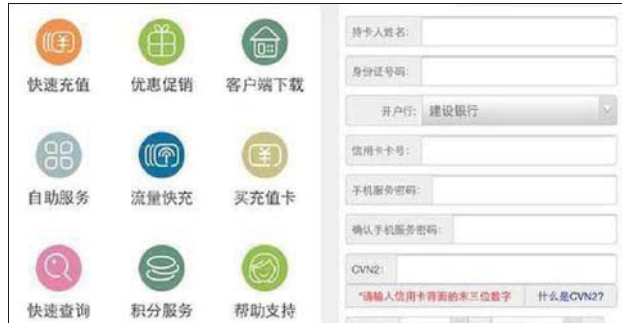 快速充值 优惠促销 客户端下载
自助服务 流量快充 买充值卡
快速查询 积分服务 帮助支持
持卡人姓名:
身份证号码:
开户行: 建设银行
信用卡卡号:
手机服务密码:
确认手机服务密码:
CVN2:
*请输入信用卡背面的末三位数字 什么是CVN2?